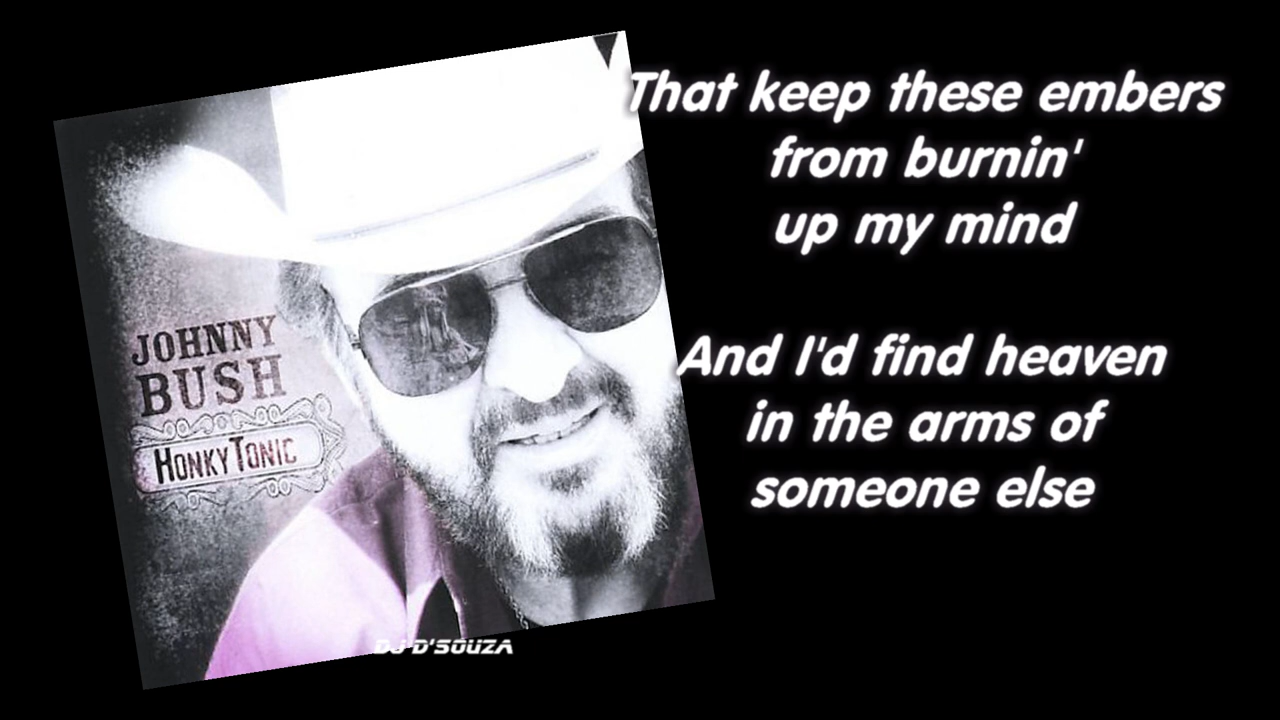 That keep these embers
from burnin'
up my mind
And I'd find heaven
in the arms of
someone else
JOHNNY
BUSH
HONKY TONIC
DJ D'SOUZA